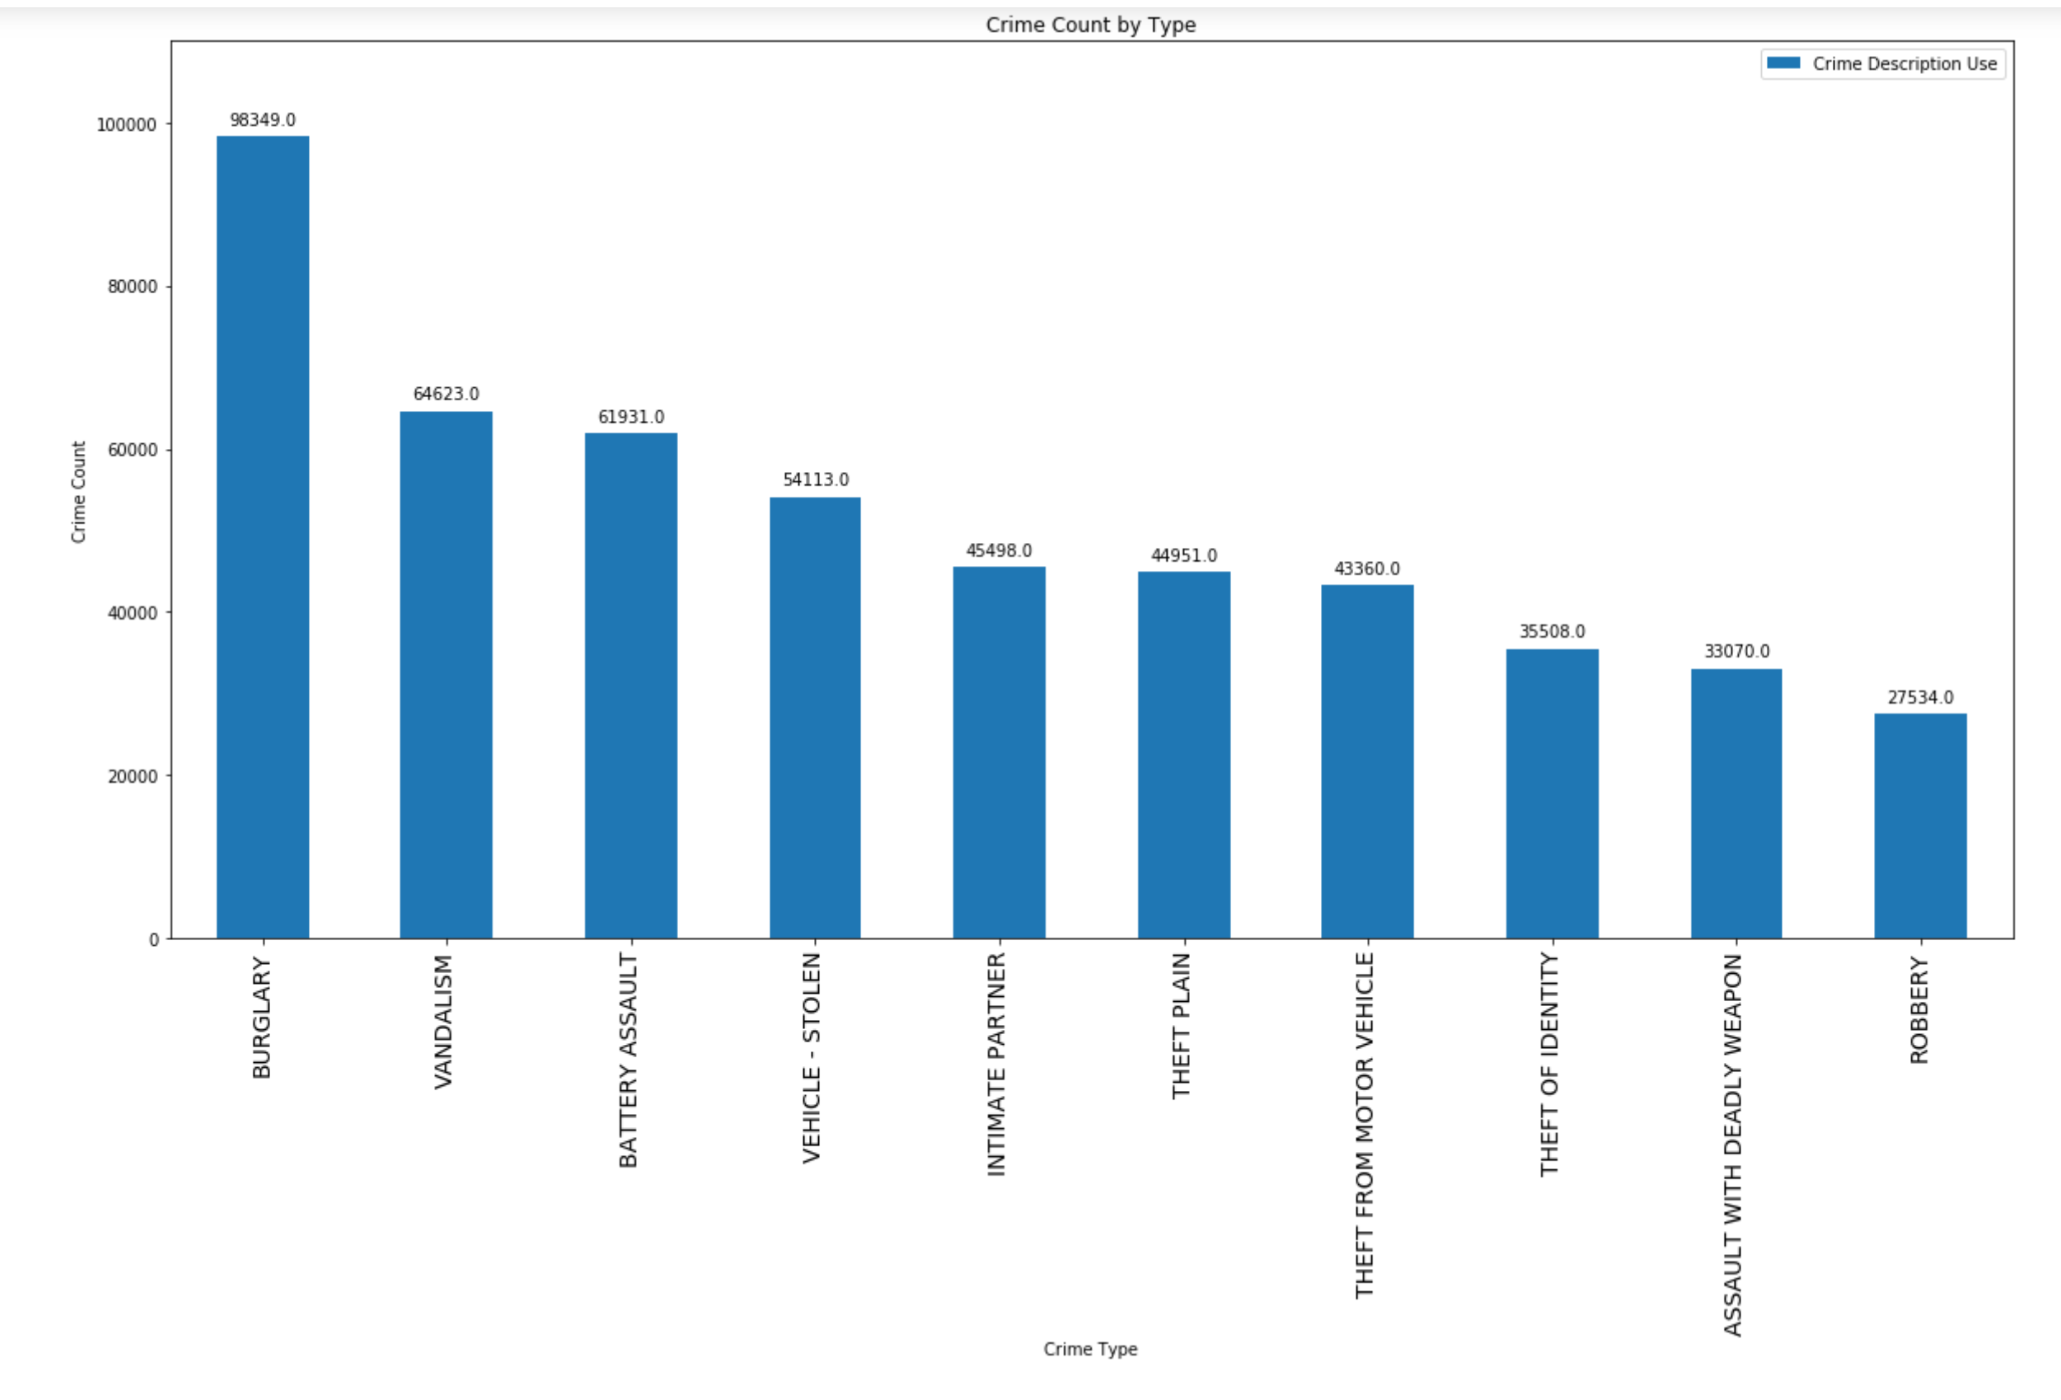 Crime Count by Type
Crime Description Use
100000
80000
60000
40000
20000
0
Crime Count
98349.0
64623.0
61931.0
54113.0
45498.0
44951.0
43360.0
35508.0
33070.0
27534.0
BURGLARY
VANDALISM
BATTERY ASSAULT
VEHICLE - STOLEN
INTIMATE PARTNER
THEFT PLAIN
THEFT FROM MOTOR VEHICLE
THEFT OF IDENTITY
ASSAULT WITH DEADLY WEAPON
ROBBERY
Crime Type